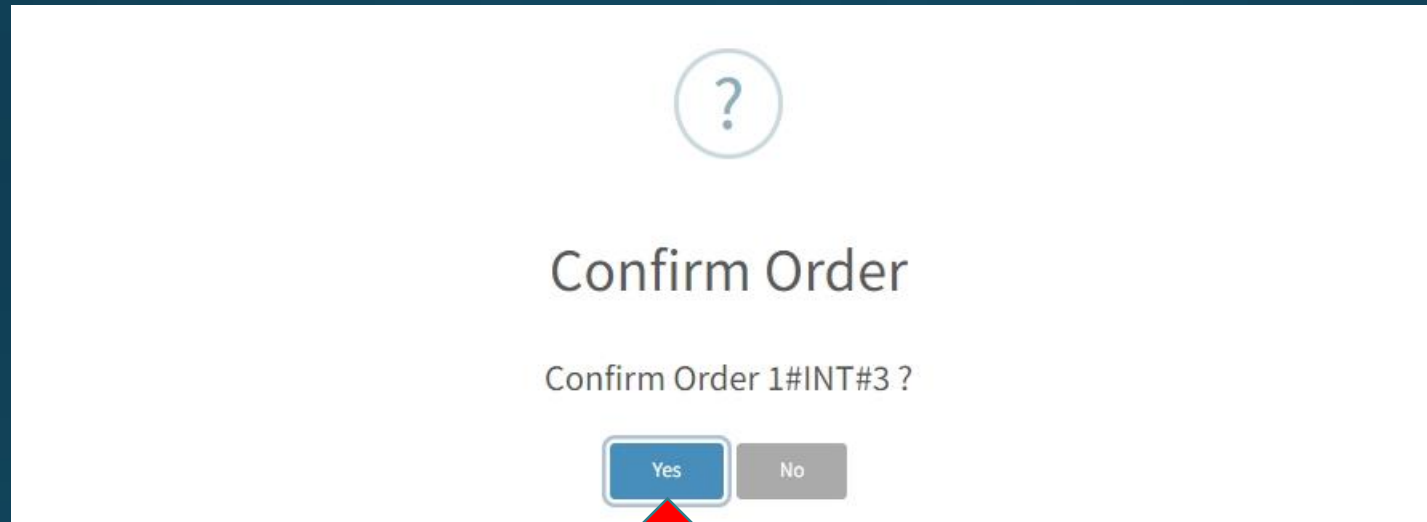 ?
Confirm Order
Confirm Order 1#INT#3 ?
Yes No